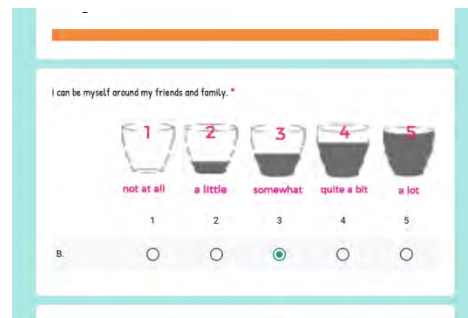 I can be myself around my friends and family. *
1 2 3 4 5
not at all a little somewhat quite a bit a lot
1 2 3 4 5
B.